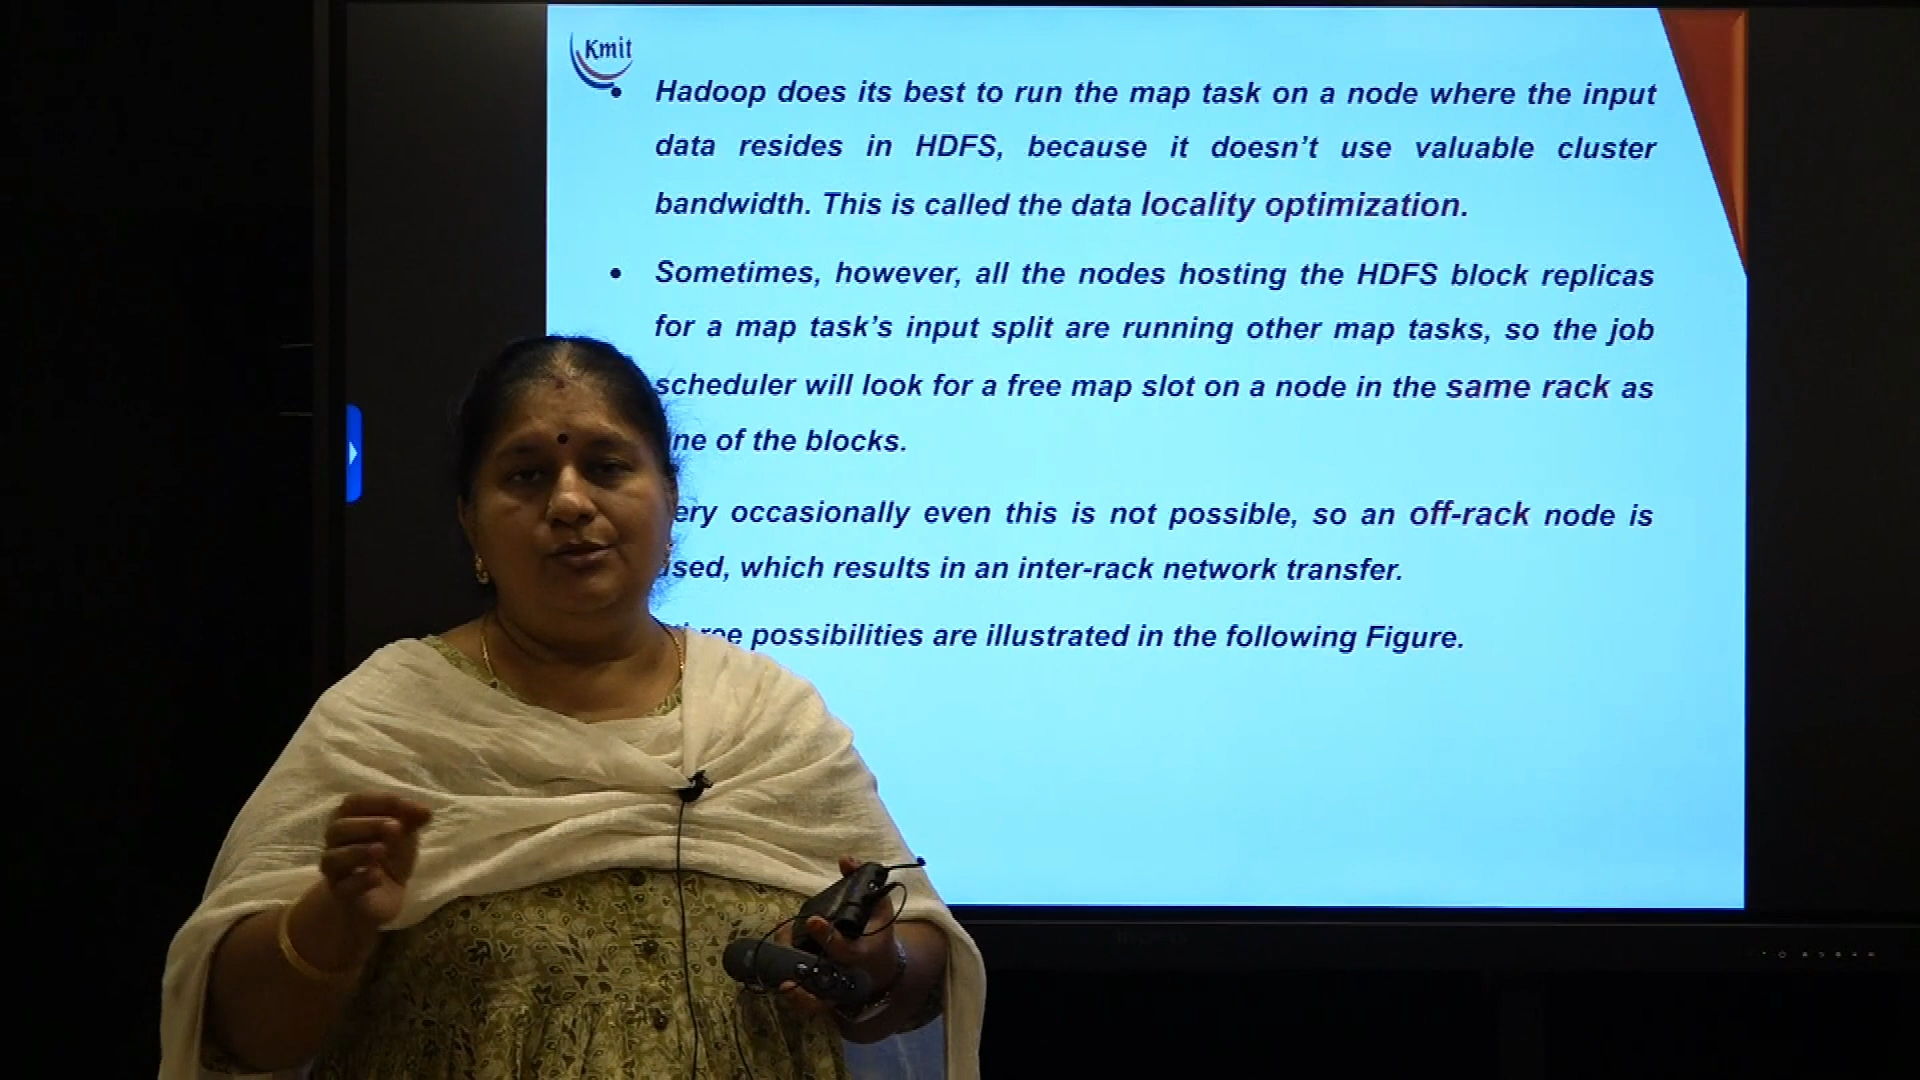 Kmit
• Hadoop does its best to run the map task on a node where the input
data resides in HDFS, because it doesn’t use valuable cluster
bandwidth. This is called the data locality optimization.
• Sometimes, however, all the nodes hosting the HDFS block replicas
for a map task’s input split are running other map tasks, so the job
scheduler will look for a free map slot on a node in the same rack as
of the blocks.
occasionally even this is not possible, so an off-rack node is
which results in an inter-rack network transfer.
possibilities are illustrated in the following Figure.